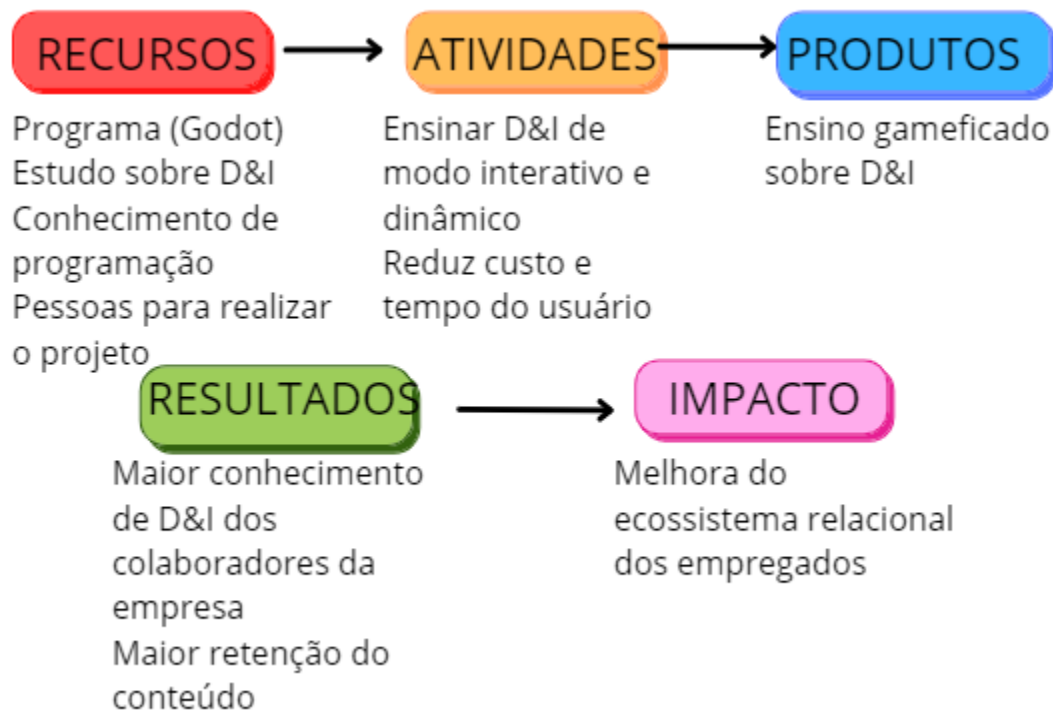 RECURSOS
ATIVIDADES
PRODUTOS
Programa (Godot)
Estudo sobre D&I
Conhecimento de
programação
Pessoas para realizar
o projeto
Ensinar D&I de
modo interativo e
dinâmico
Reduz custo e
tempo do usuário
Ensino gameficado
sobre D&I
RESULTADOS
IMPACTO
Maior conhecimento
de D&I dos
colaboradores da
empresa
Maior retenção do
conteúdo
Melhora do
ecossistema relacional
dos empregados